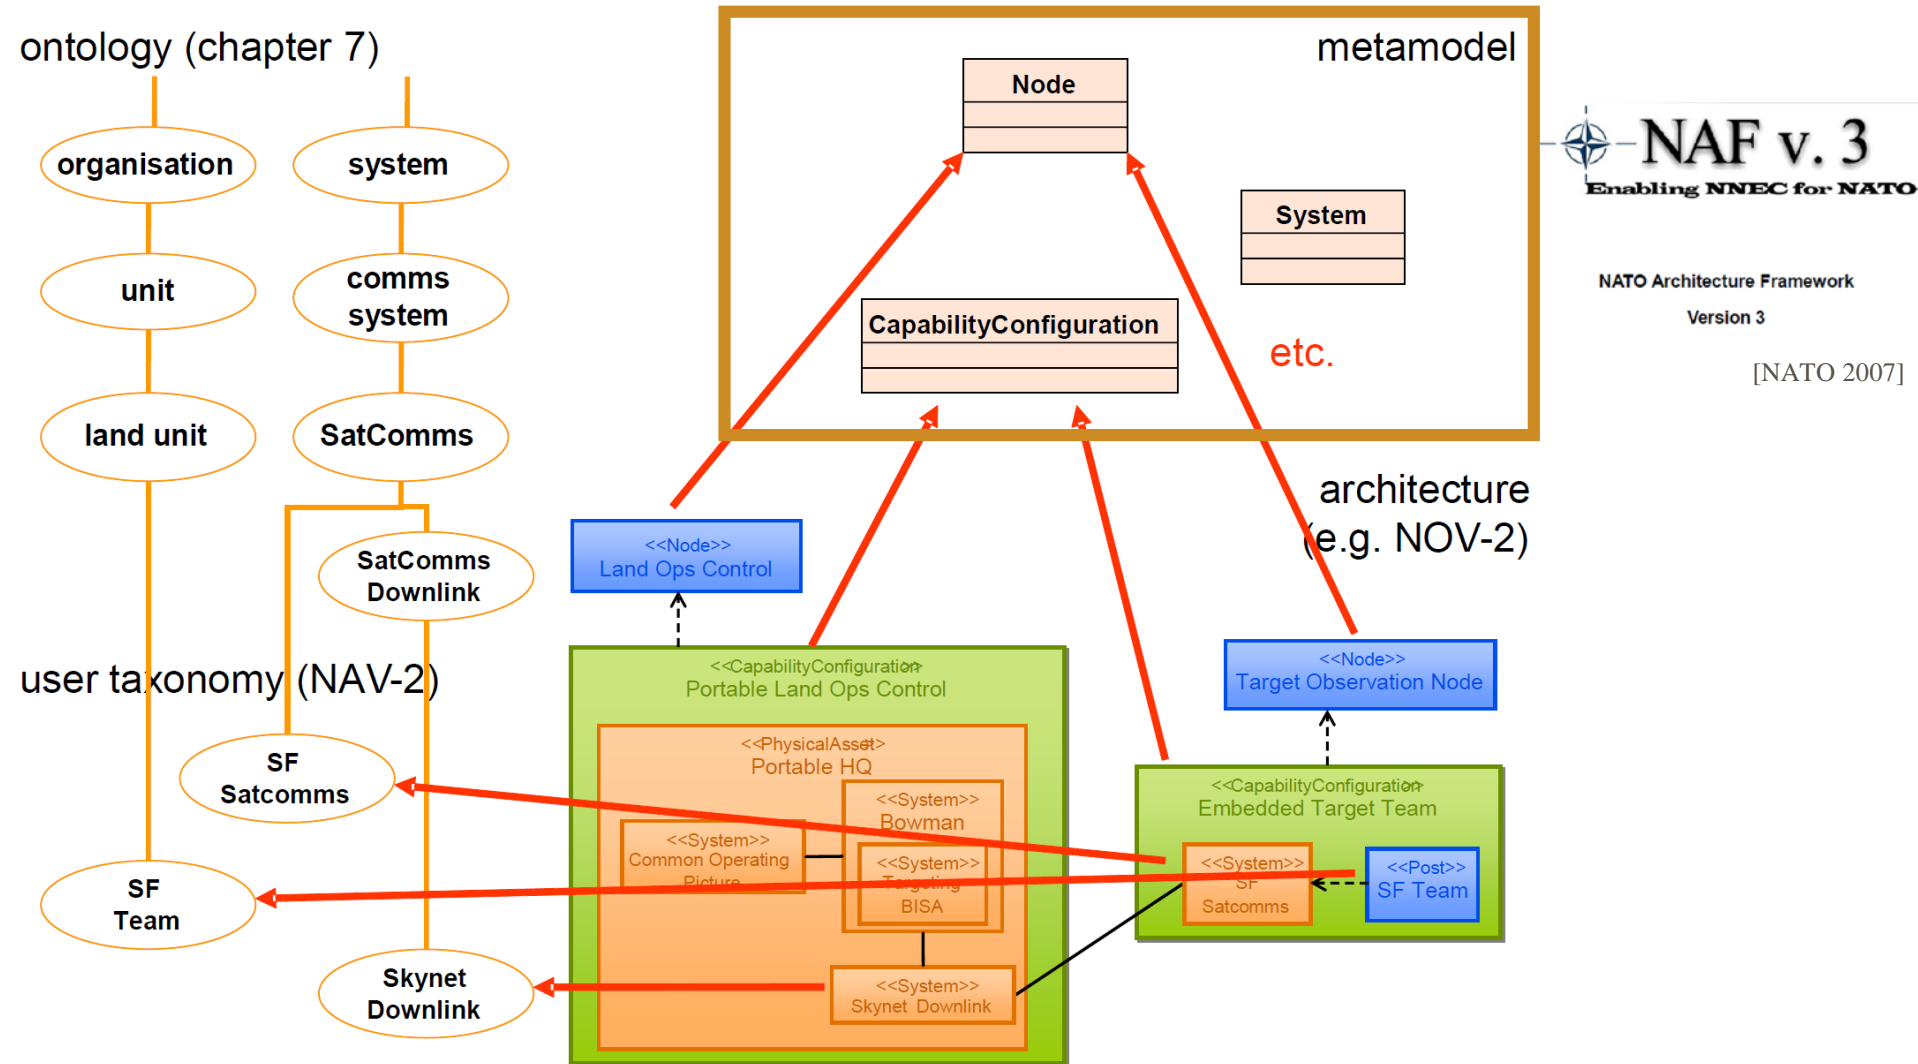 ontology (chapter 7)
organisation
system
unit
comms
system
land unit
SatComms
SatComms
Downlink
user taxonomy (NAV-2)
SF
Satcomms
SF
Team
Skynet
Downlink
metamodel
Node
System
CapabilityConfiguration
etc.
NAF v. 3
Enabling NNEC for NATO
NATO Architecture Framework
Version 3
[NATO 2007]
architecture
(e.g. NOV-2)
<<Node>>
Land Ops Control
<<CapabilityConfiguration>>
Portable Land Ops Control
<<PhysicalAsset>>
Portable HQ
<<System>>
Common Operating
Picture
<<System>>
Bowman
<<System>>
Targeting
BISA
<<System>>
Skynet Downlink
<<Node>>
Target Observation Node
<<CapabilityConfiguration>>
Embedded Target Team
<<System>>
SF
Satcomms
<<Post>>
SF Team